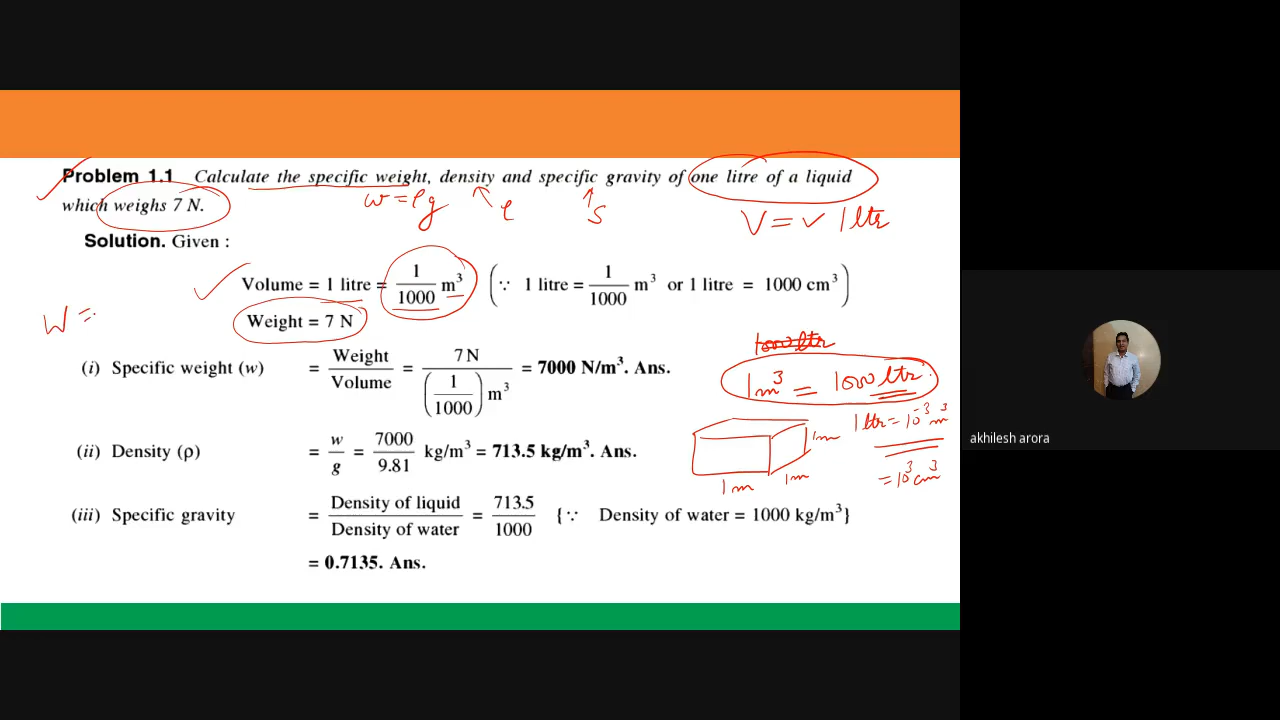 Problem 1.1 Calculate the specific weight, density and specific gravity of one litre of a liquid
which weighs 7 N.
w = ρg
ρ
S
V = ✓ 1 ltr
Solution. Given :
Volume = 1 litre = 1/1000 m³ (∵ 1 litre = 1/1000 m³ or 1 litre = 1000 cm³)
W =
Weight = 7 N
1000 ltr
(i) Specific weight (w) = Weight/Volume = 7 N/(1/1000) m³ = 7000 N/m³. Ans.
1m³ = 1000 ltr.
1 ltr = 10⁻³ m³
= 10³ cm³
1m
1m
1m
(ii) Density (ρ) = w/g = 7000/9.81 kg/m³ = 713.5 kg/m³. Ans.
(iii) Specific gravity = Density of liquid/Density of water = 713.5/1000 {∵ Density of water = 1000 kg/m³}
= 0.7135. Ans.
akhilesh arora